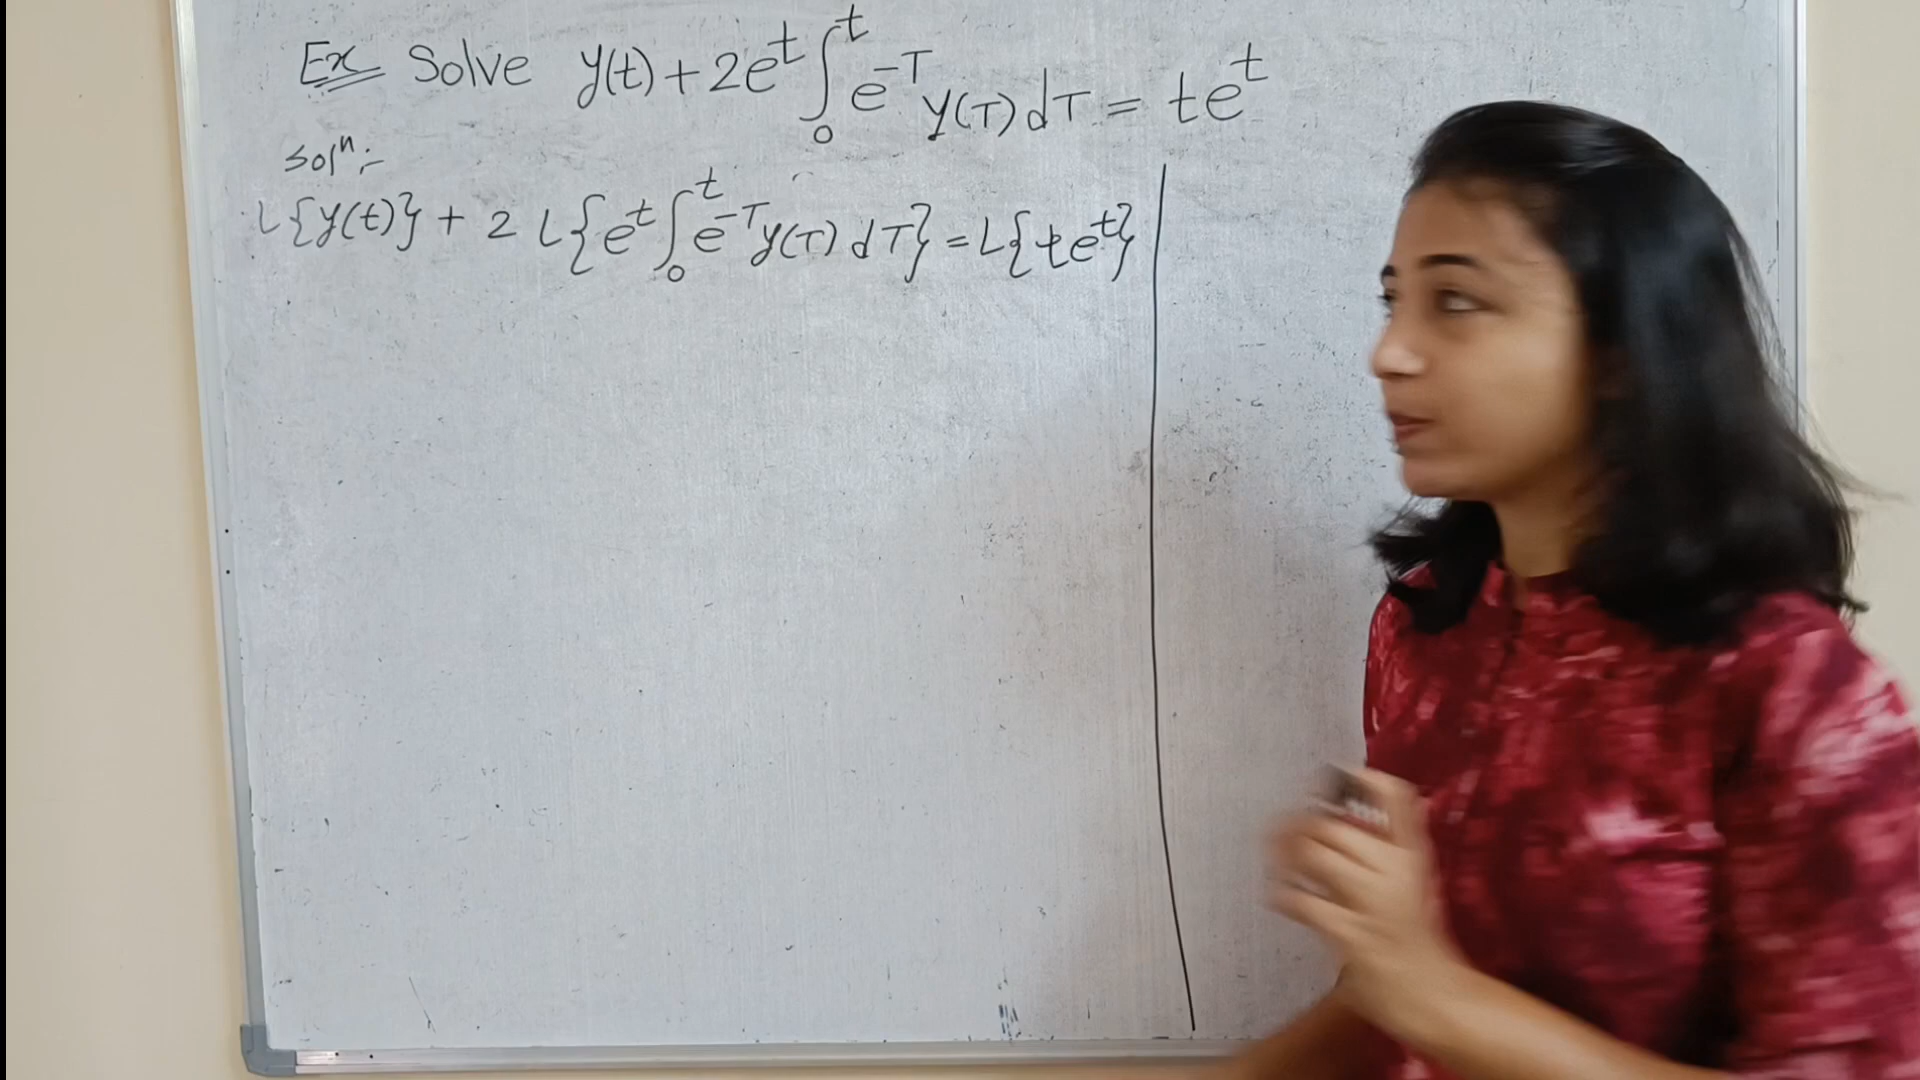 Ex Solve y(t) + 2e^t ∫_0^t e^{-T} y(T) dT = te^t
Solⁿ:-
L{y(t)} + 2 L{e^t ∫_0^t e^{-T} y(T) dT} = L{te^t}